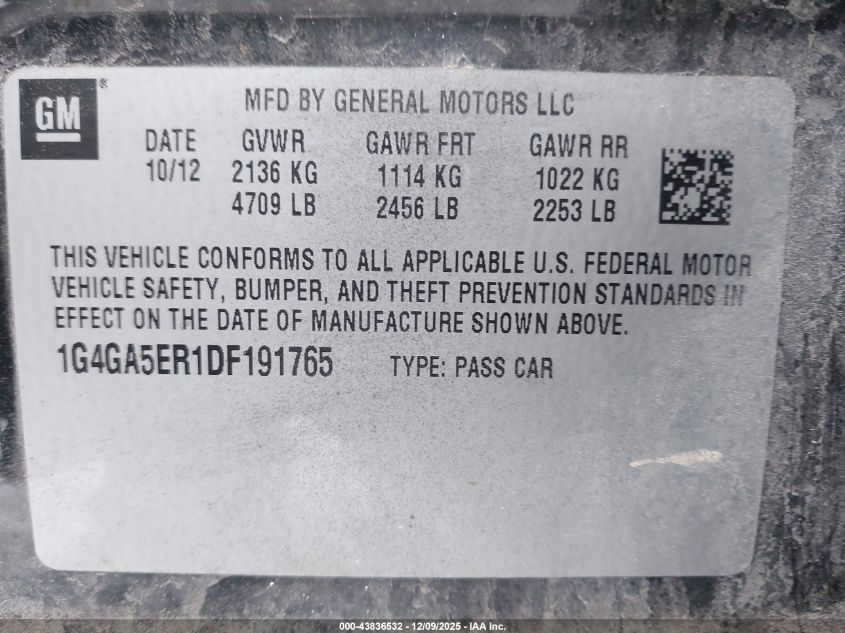 GM ®
MFD BY GENERAL MOTORS LLC
DATE GVWR GAWR FRT GAWR RR
10/12 2136 KG 1114 KG 1022 KG
4709 LB 2456 LB 2253 LB
THIS VEHICLE CONFORMS TO ALL APPLICABLE U.S. FEDERAL MOTOR
VEHICLE SAFETY, BUMPER, AND THEFT PREVENTION STANDARDS IN
EFFECT ON THE DATE OF MANUFACTURE SHOWN ABOVE.
1G4GA5ER1DF191765 TYPE: PASS CAR
000-43836532 - 12/09/2025 - IAA Inc.